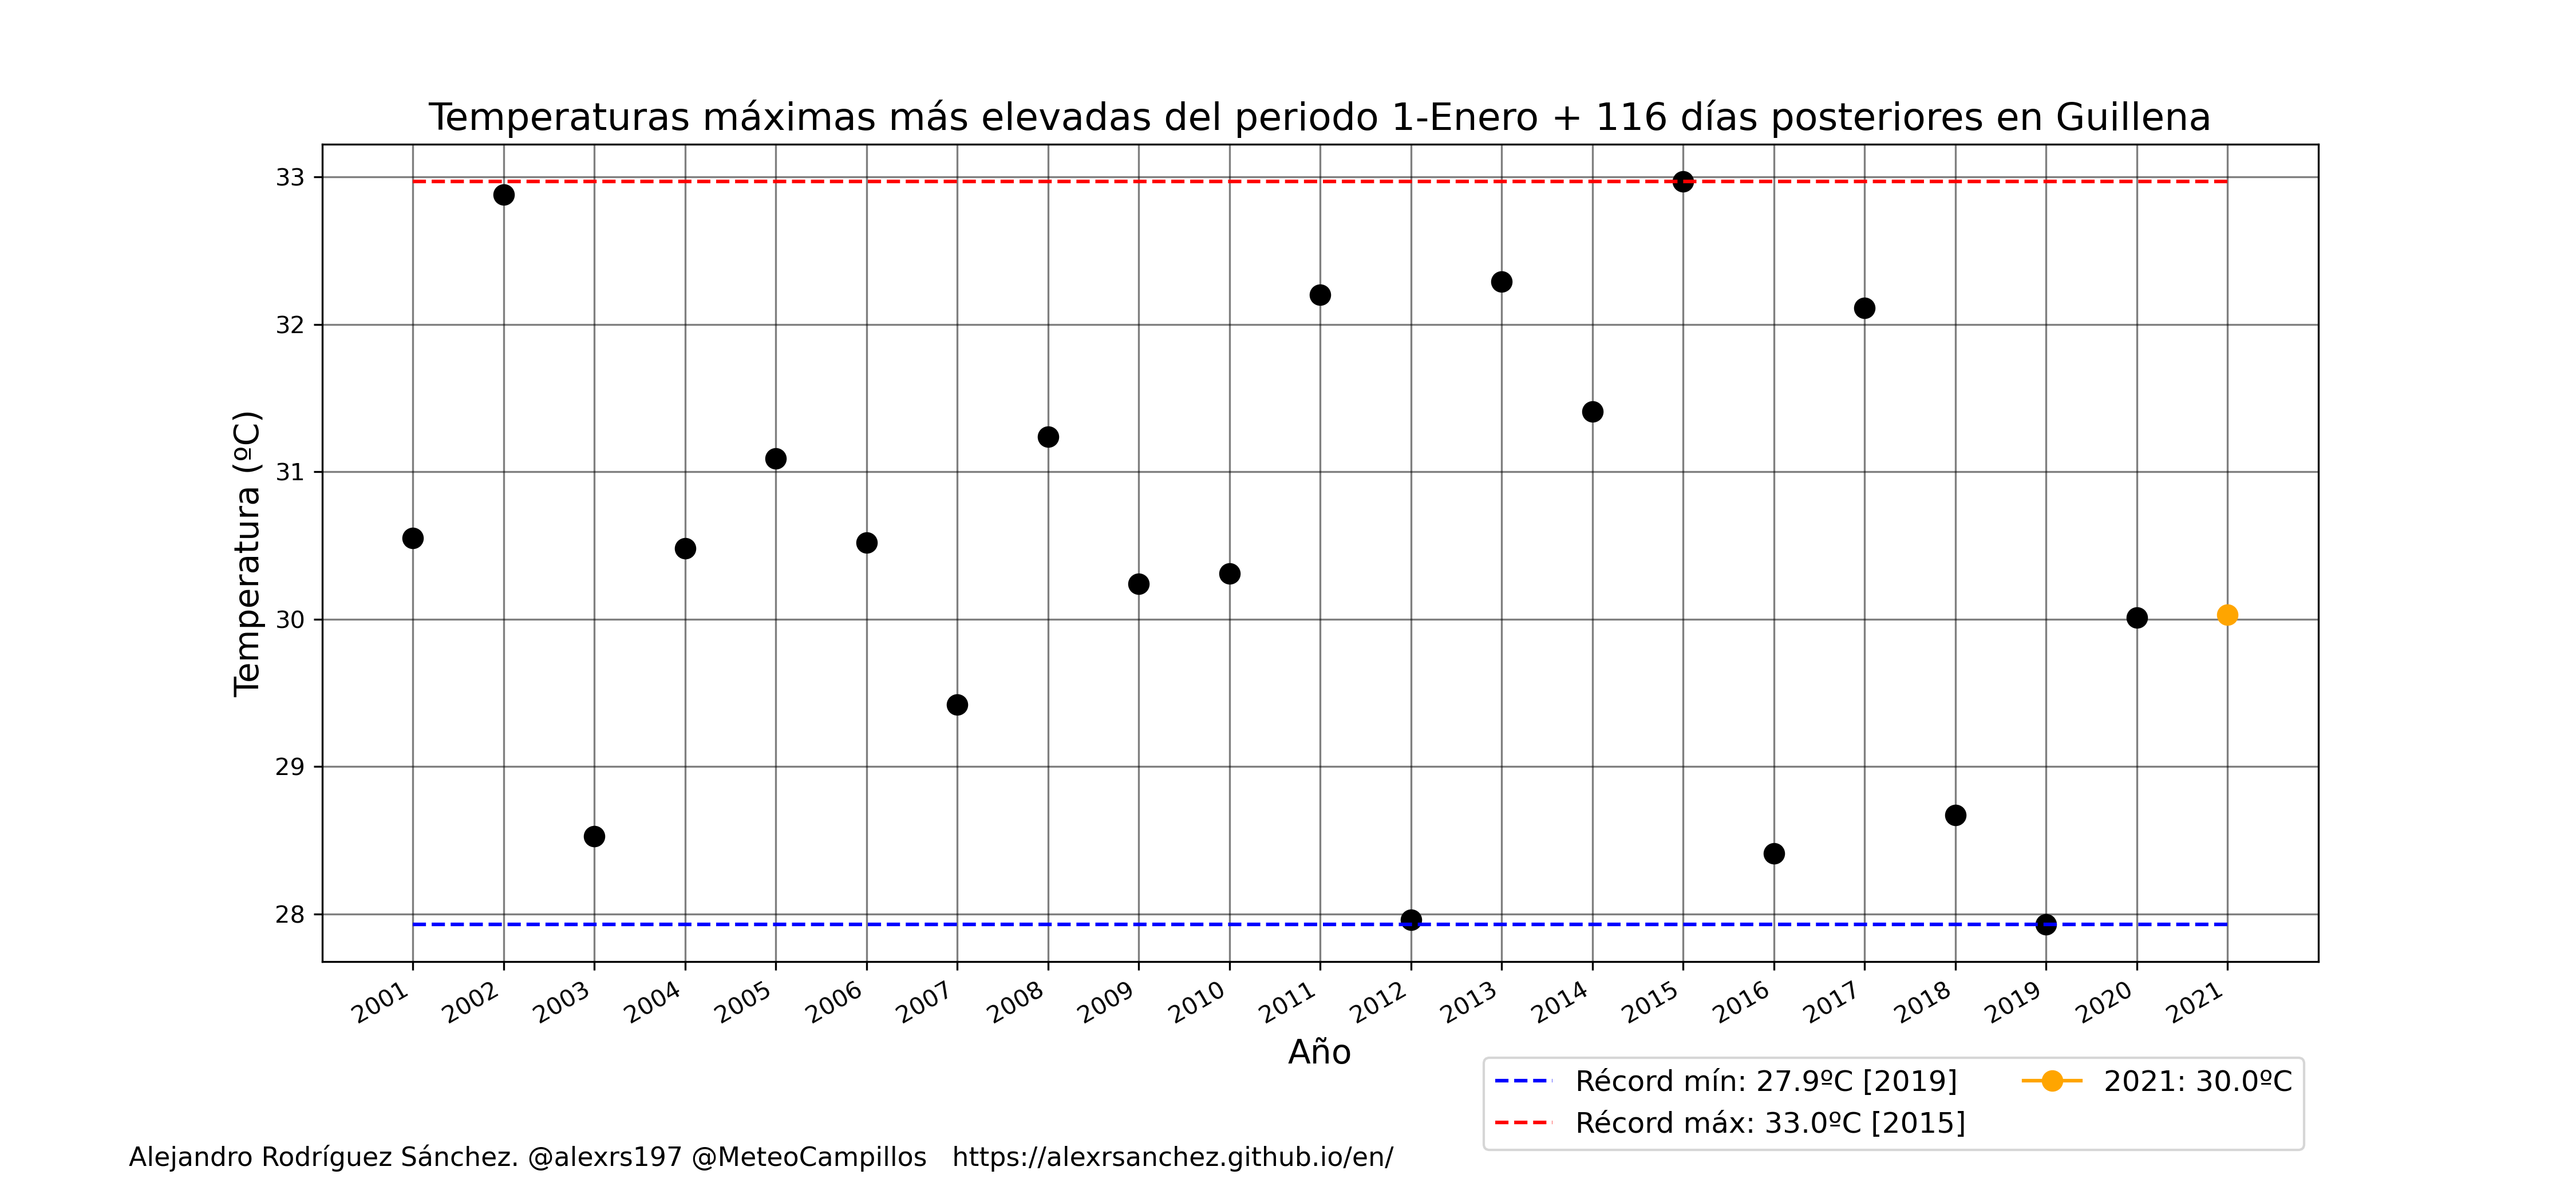 Temperaturas máximas más elevadas del periodo 1-Enero + 116 días posteriores en Guillena
Temperatura (ºC)
33
32
31
30
29
28
2001 2002 2003 2004 2005 2006 2007 2008 2009 2010 2011 2012 2013 2014 2015 2016 2017 2018 2019 2020 2021
Año
Récord mín: 27.9ºC [2019]
Récord máx: 33.0ºC [2015]
2021: 30.0ºC
Alejandro Rodríguez Sánchez. @alexrs197 @MeteoCampillos https://alexrsanchez.github.io/en/